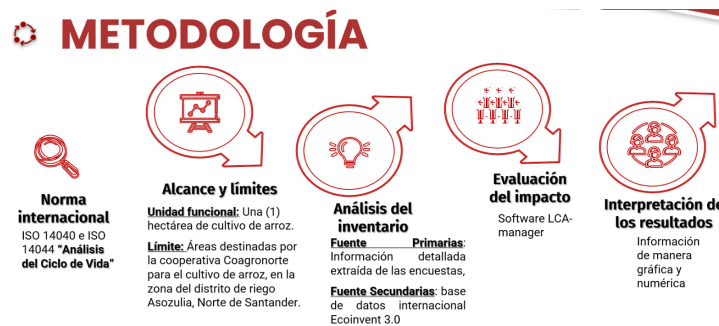 METODOLOGÍA
Norma
internacional
ISO 14040 e ISO
14044 “Análisis
del Ciclo de Vida”
Alcance y límites
Unidad funcional: Una (1)
hectárea de cultivo de arroz.
Límite: Áreas destinadas por
la cooperativa Coagronorte
para el cultivo de arroz, en la
zona del distrito de riego
Asozulia, Norte de Santander.
Análisis del
inventario
Fuente Primarias:
Información detallada
extraída de las encuestas,
Fuente Secundarias: base
de datos internacional
Ecoinvent 3.0
Evaluación
del impacto
Software LCA-
manager
Interpretación de
los resultados
Información
de manera
gráfica y
numérica